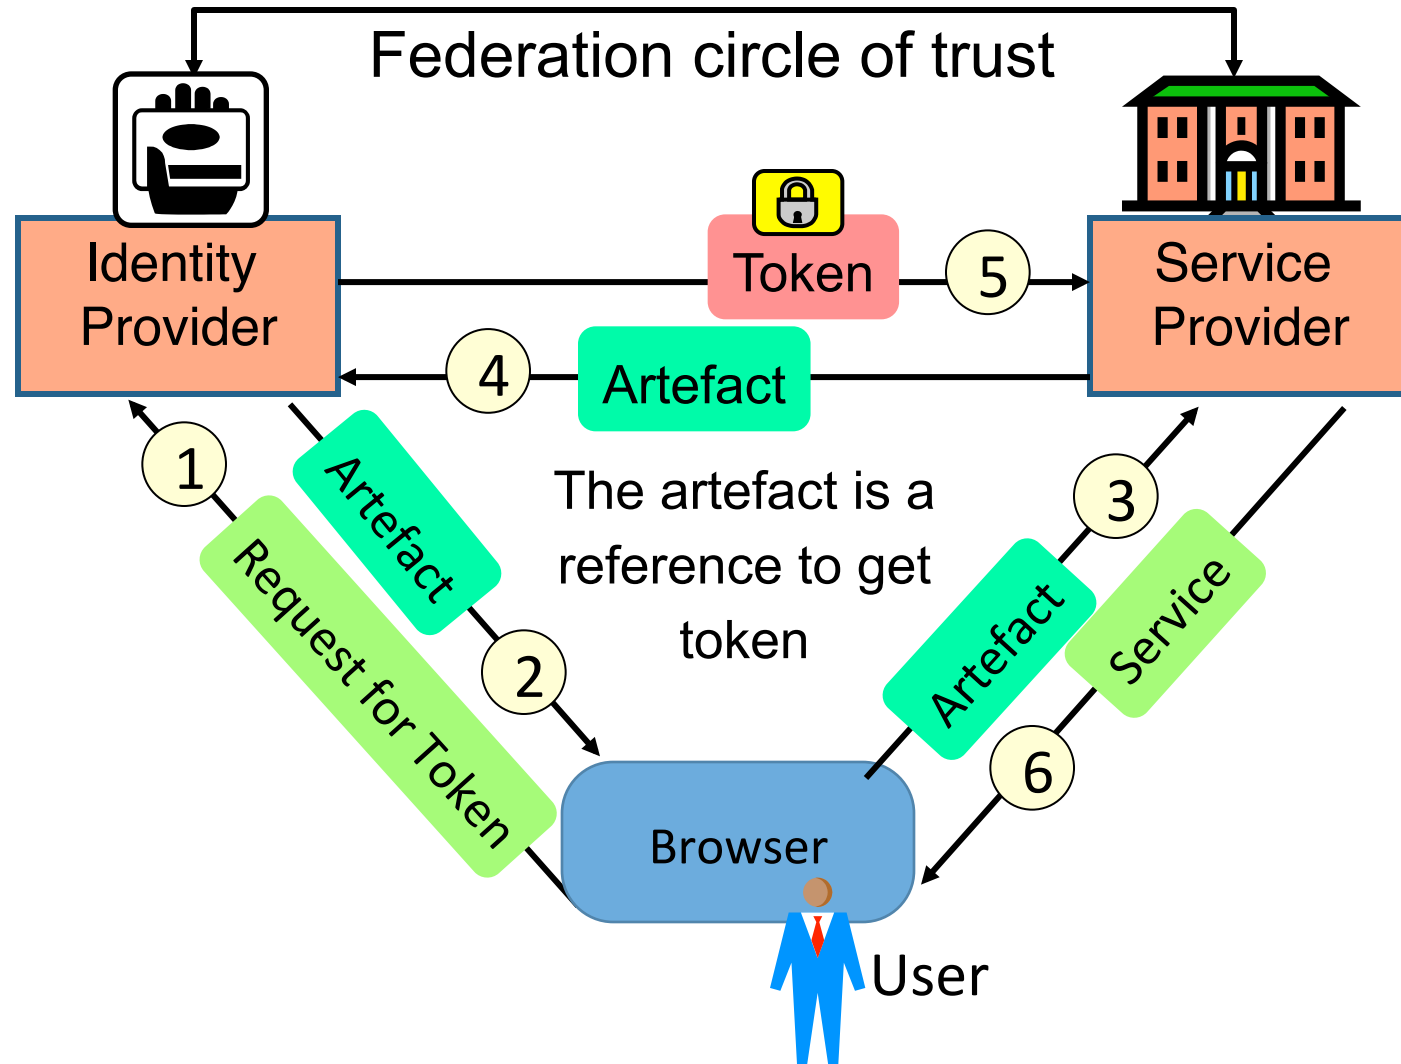 Federation circle of trust
Identity
Provider
Token
5
Service
Provider
4
Artefact
1
Artefact
The artefact is a
reference to get
token
3
2
Request for Token
Artefact
Service
6
Browser
User